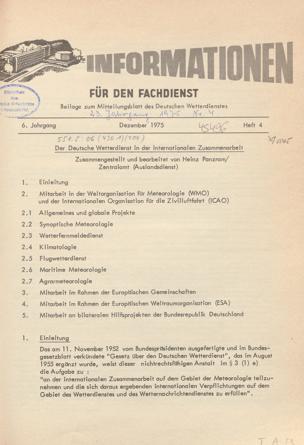 INFORMATIONEN
FÜR DEN FACHDIENST
Beilage zum Mitteilungsblatt des Deutschen Wetterdienstes
23. Jahrgang 1975 Nr. 4
6. Jahrgang Dezember 1975 Heft 4
Der Deutsche Wetterdienst in der internationalen Zusammenarbeit
Zusammengestellt und bearbeitet von Heinz Panzram/
Zentralamt (Auslandsdienst)
1. Einleitung
2. Mitarbeit in der Weltorganisation für Meteorologie (WMO)
und der Internationalen Organisation für die Zivilluftfahrt (ICAO)
2.1 Allgemeines und globale Projekte
2.2 Synoptische Meteorologie
2.3 Wetterfernmeldedienst
2.4 Klimatologie
2.5 Flugwetterdienst
2.6 Maritime Meteorologie
2.7 Agrarmeteorologie
3. Mitarbeit im Rahmen der Europäischen Gemeinschaften
4. Mitarbeit im Rahmen der Europäischen Weltraumorganisation (ESA)
5. Mitarbeit an bilateralen Hilfsprojekten der Bundesrepublik Deutschland
1. Einleitung
Das am 11. November 1952 vom Bundespräsidenten ausgefertigte und im Bundes-
gesetzblatt verkündete "Gesetz über den Deutschen Wetterdienst", das im August
1955 ergänzt wurde, weist dieser nichtrechtsfähigen Anstalt im § 3 (1) e)
die Aufgabe zu :
"an der internationalen Zusammenarbeit auf dem Gebiet der Meteorologie teilzu-
nehmen und die sich daraus ergebenden internationalen Verpflichtungen auf dem
Gebiet des Wetterdienstes und des Wetternachrichtendienstes zu erfüllen".